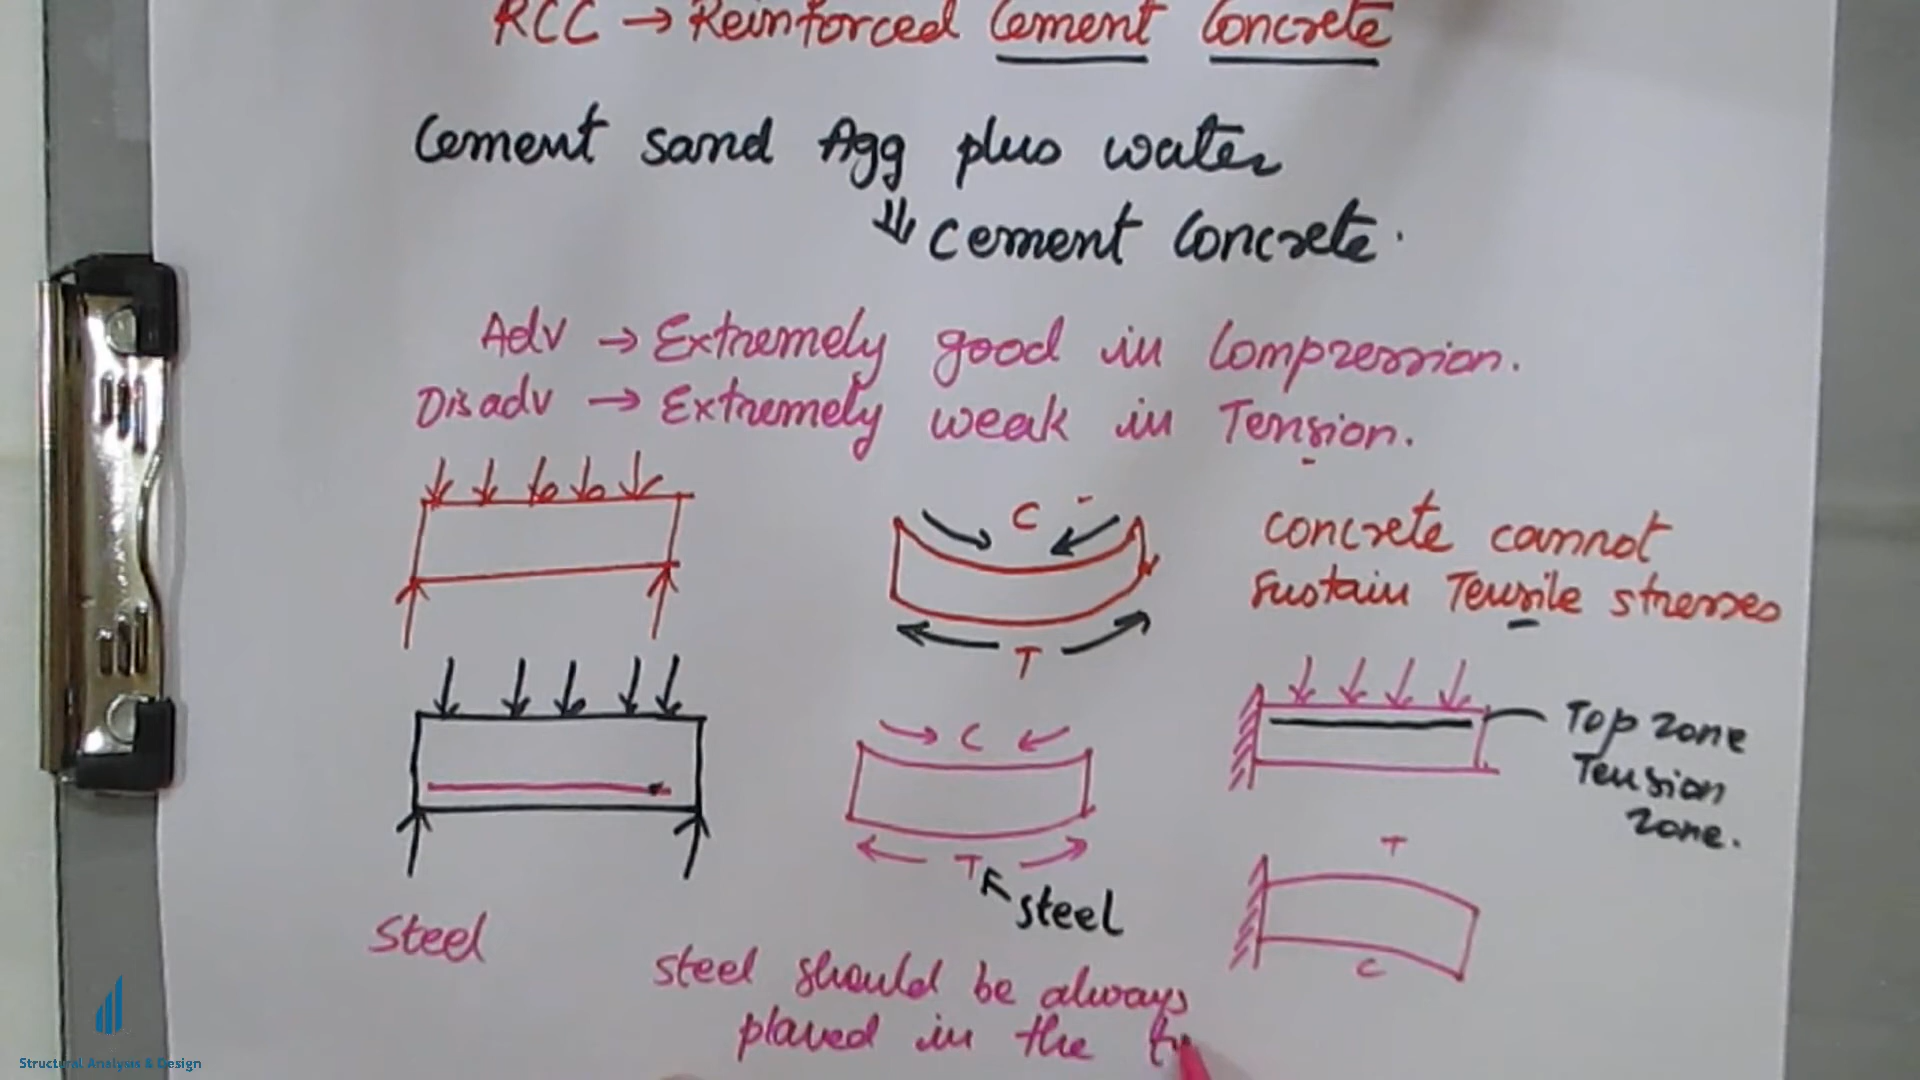 RCC → Reinforced Cement Concrete
Cement sand Agg plus water
⇓ Cement Concrete.
Adv → Extremely good in Compression.
Disadv → Extremely weak in Tension.
C
T
Concrete cannot
sustain Tensile stresses
C
T
steel
Top zone
Tension
zone.
T
C
Steel
steel should be always
placed in the
Structural Analysis & Design